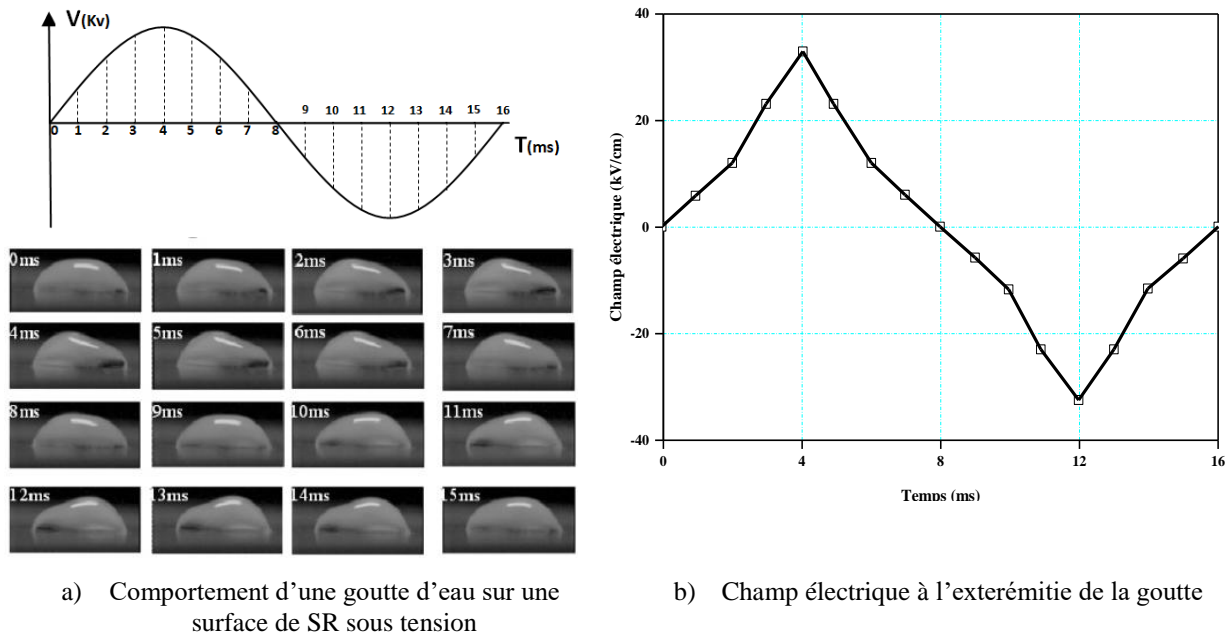 V(Kv)
0 1 2 3 4 5 6 7 8 9 10 11 12 13 14 15 16
T(ms)
0ms 1ms 2ms 3ms
4ms 5ms 6ms 7ms
8ms 9ms 10ms 11ms
12ms 13ms 14ms 15ms
a) Comportement d’une goutte d’eau sur une
surface de SR sous tension
Champ électrique (kV/cm)
40
20
0
-20
-40
0 4 8 12 16
Temps (ms)
b) Champ électrique à l’exterémitie de la goutte